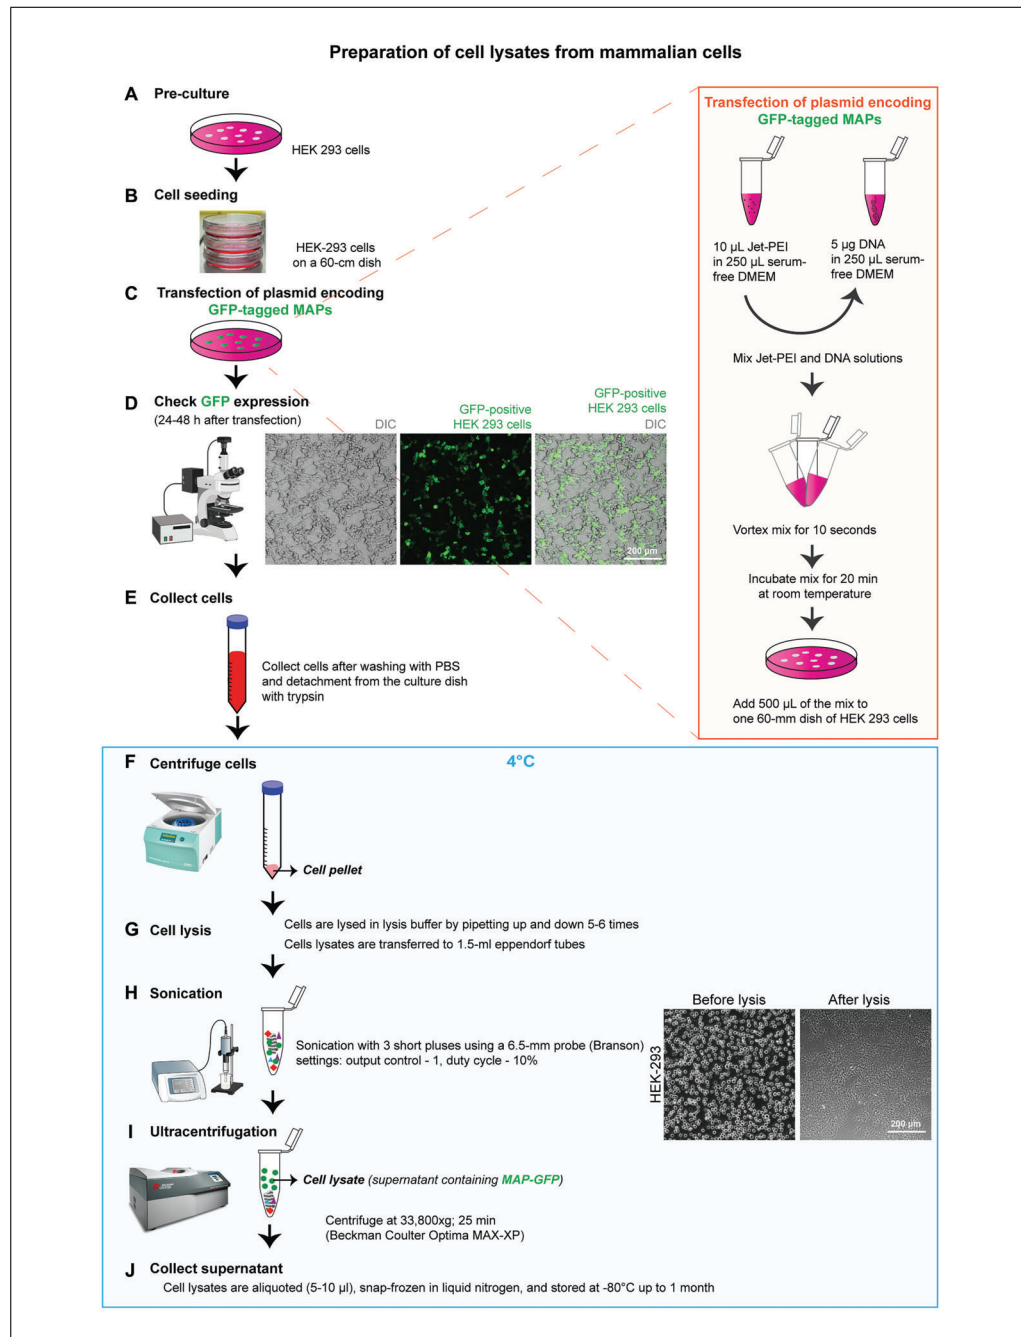 Preparation of cell lysates from mammalian cells
A Pre-culture
HEK 293 cells
B Cell seeding
HEK-293 cells
on a 60-cm dish
C Transfection of plasmid encoding
GFP-tagged MAPs
D Check GFP expression
(24-48 h after transfection)
DIC
GFP-positive
HEK 293 cells
GFP-positive
HEK 293 cells
DIC
200 µm
E Collect cells
Collect cells after washing with PBS
and detachment from the culture dish
with trypsin
Transfection of plasmid encoding
GFP-tagged MAPs
10 µL Jet-PEI
in 250 µL serum-
free DMEM
5 µg DNA
in 250 µL serum-
free DMEM
Mix Jet-PEI and DNA solutions
Vortex mix for 10 seconds
Incubate mix for 20 min
at room temperature
Add 500 µL of the mix to
one 60-mm dish of HEK 293 cells
4°C
F Centrifuge cells
Cell pellet
G Cell lysis
Cells are lysed in lysis buffer by pipetting up and down 5-6 times
Cells lysates are transferred to 1.5-ml eppendorf tubes
H Sonication
Sonication with 3 short pluses using a 6.5-mm probe (Branson)
settings: output control - 1, duty cycle - 10%
Before lysis
After lysis
HEK-293
200 µm
I Ultracentrifugation
Cell lysate (supernatant containing MAP-GFP)
Centrifuge at 33,800xg; 25 min
(Beckman Coulter Optima MAX-XP)
J Collect supernatant
Cell lysates are aliquoted (5-10 µl), snap-frozen in liquid nitrogen, and stored at -80°C up to 1 month